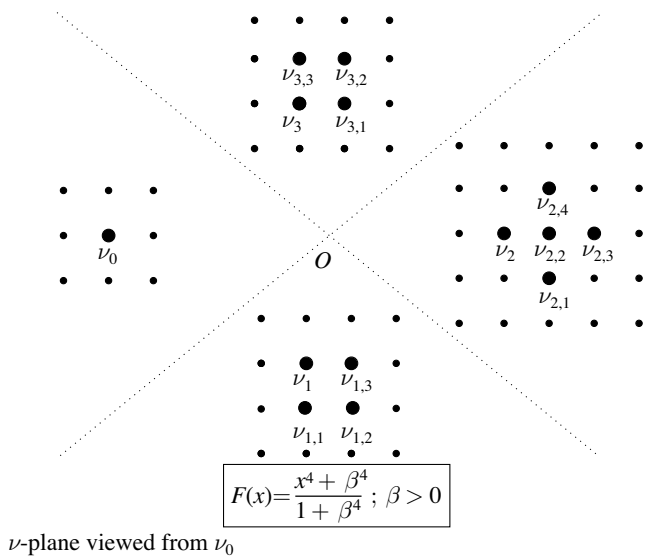 ν₃,₃ ν₃,₂
ν₃ ν₃,₁
ν₂,₄
ν₀ ν₂ ν₂,₂ ν₂,₃
O
ν₂,₁
ν₁ ν₁,₃
ν₁,₁ ν₁,₂
F(x)=\frac{x⁴ + β⁴}{1 + β⁴} ; β > 0
ν-plane viewed from ν₀